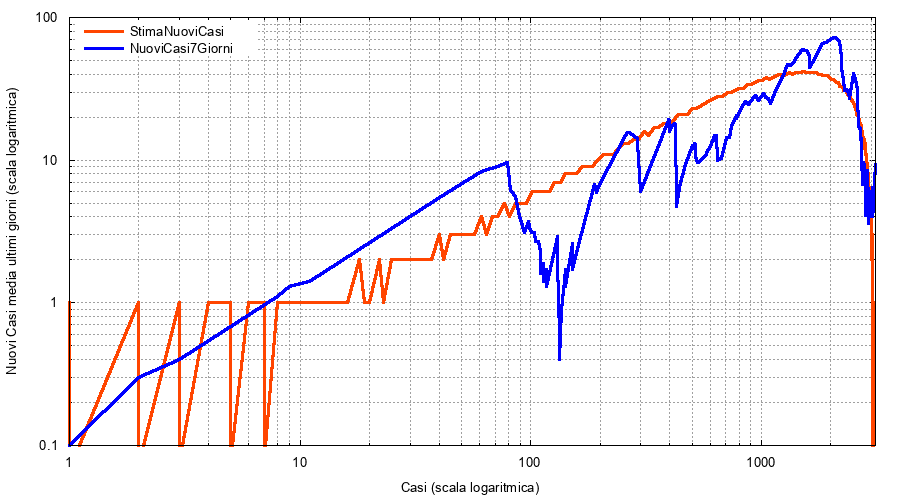 100
StimaNuoviCasi
NuoviCasi7Giorni
10
1
0.1
Nuovi Casi media ultimi giorni (scala logaritmica)
1
10
100
1000
Casi (scala logaritmica)